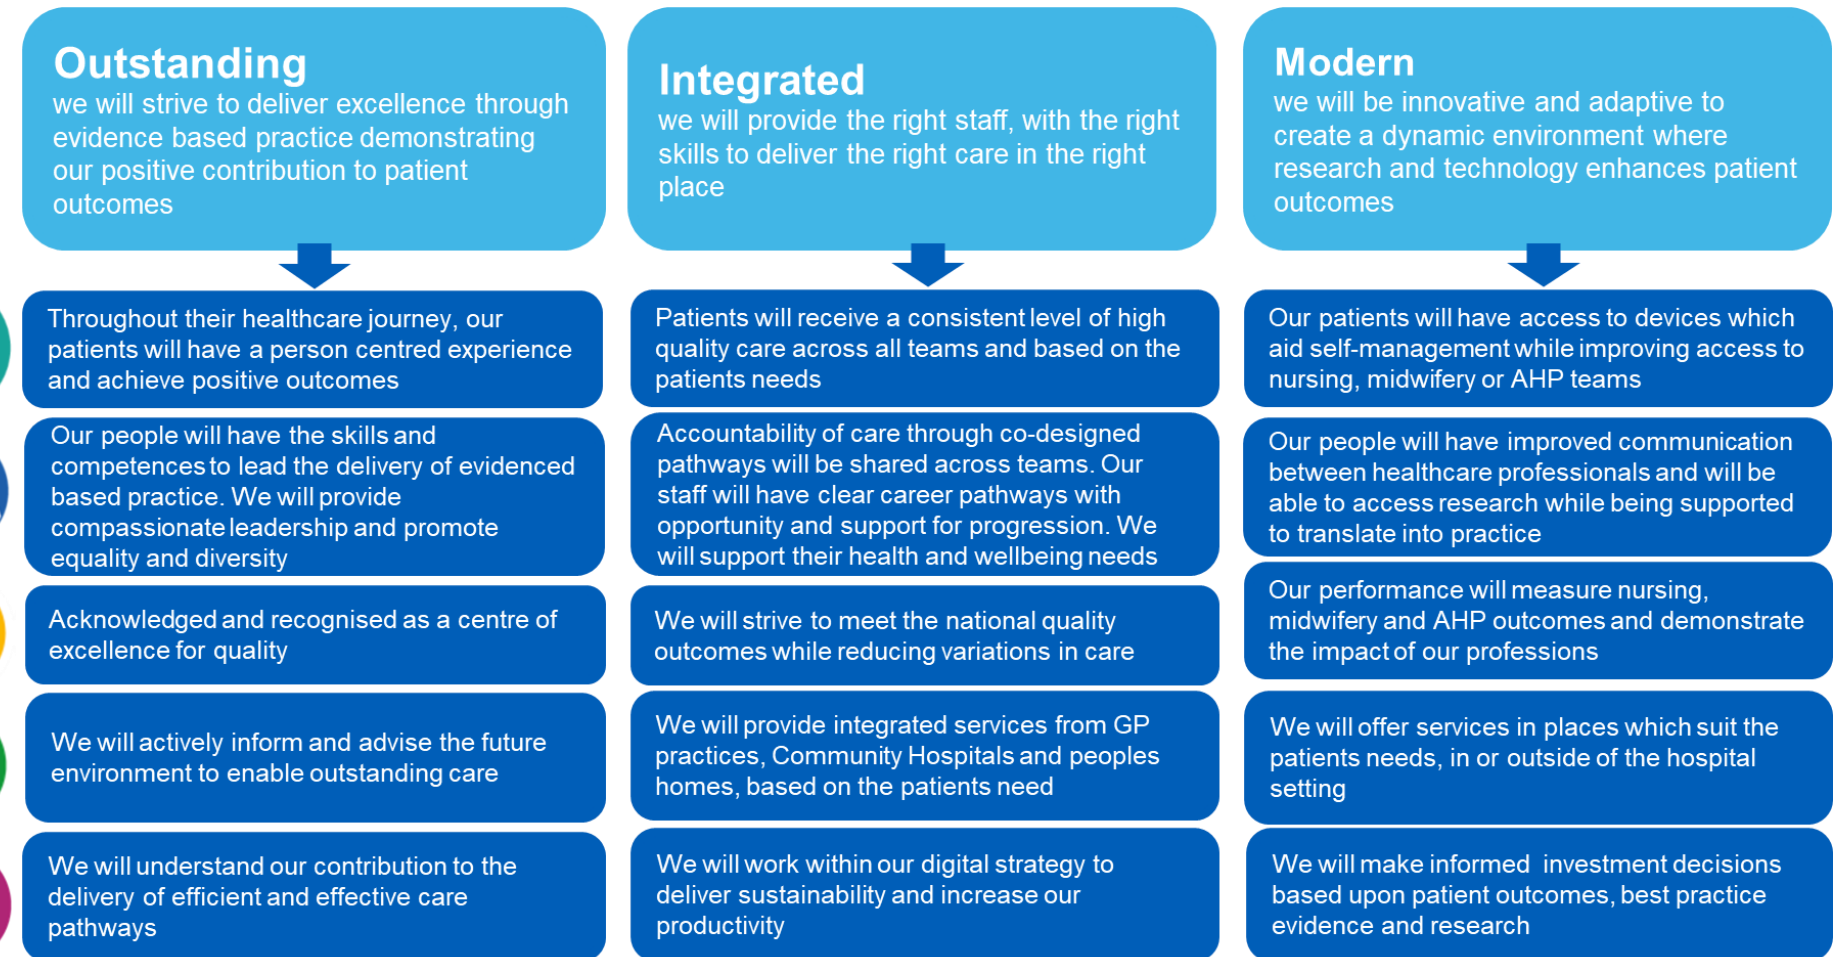 Outstanding
we will strive to deliver excellence through
evidence based practice demonstrating
our positive contribution to patient
outcomes
Integrated
we will provide the right staff, with the right
skills to deliver the right care in the right
place
Modern
we will be innovative and adaptive to
create a dynamic environment where
research and technology enhances patient
outcomes
Throughout their healthcare journey, our
patients will have a person centred experience
and achieve positive outcomes
Patients will receive a consistent level of high
quality care across all teams and based on the
patients needs
Our patients will have access to devices which
aid self-management while improving access to
nursing, midwifery or AHP teams
Our people will have the skills and
competences to lead the delivery of evidenced
based practice. We will provide
compassionate leadership and promote
equality and diversity
Accountability of care through co-designed
pathways will be shared across teams. Our
staff will have clear career pathways with
opportunity and support for progression. We
will support their health and wellbeing needs
Our people will have improved communication
between healthcare professionals and will be
able to access research while being supported
to translate into practice
Acknowledged and recognised as a centre of
excellence for quality
We will strive to meet the national quality
outcomes while reducing variations in care
Our performance will measure nursing,
midwifery and AHP outcomes and demonstrate
the impact of our professions
We will actively inform and advise the future
environment to enable outstanding care
We will provide integrated services from GP
practices, Community Hospitals and peoples
homes, based on the patients need
We will offer services in places which suit the
patients needs, in or outside of the hospital
setting
We will understand our contribution to the
delivery of efficient and effective care
pathways
We will work within our digital strategy to
deliver sustainability and increase our
productivity
We will make informed investment decisions
based upon patient outcomes, best practice
evidence and research